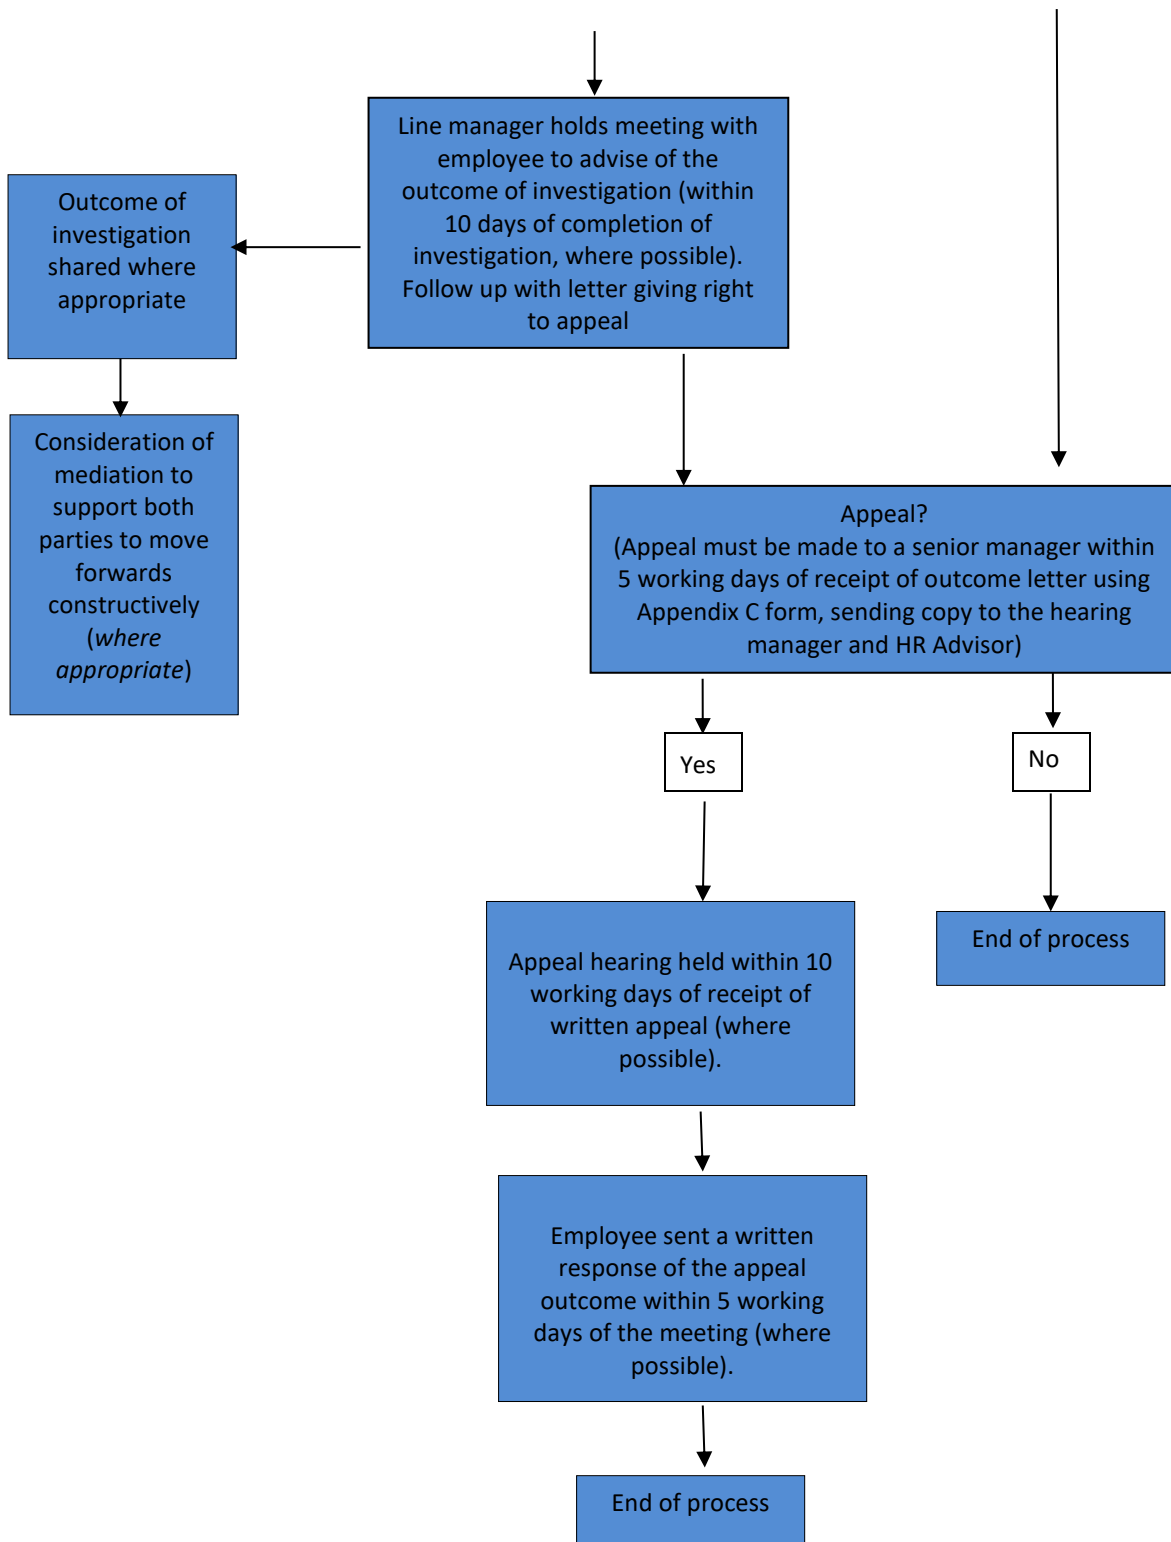 Line manager holds meeting with
employee to advise of the
outcome of investigation (within
10 days of completion of
investigation, where possible).
Follow up with letter giving right
to appeal
Outcome of
investigation
shared where
appropriate
Consideration of
mediation to
support both
parties to move
forwards
constructively
(where
appropriate)
Appeal?
(Appeal must be made to a senior manager within
5 working days of receipt of outcome letter using
Appendix C form, sending copy to the hearing
manager and HR Advisor)
Yes
No
Appeal hearing held within 10
working days of receipt of
written appeal (where
possible).
End of process
Employee sent a written
response of the appeal
outcome within 5 working
days of the meeting (where
possible).
End of process